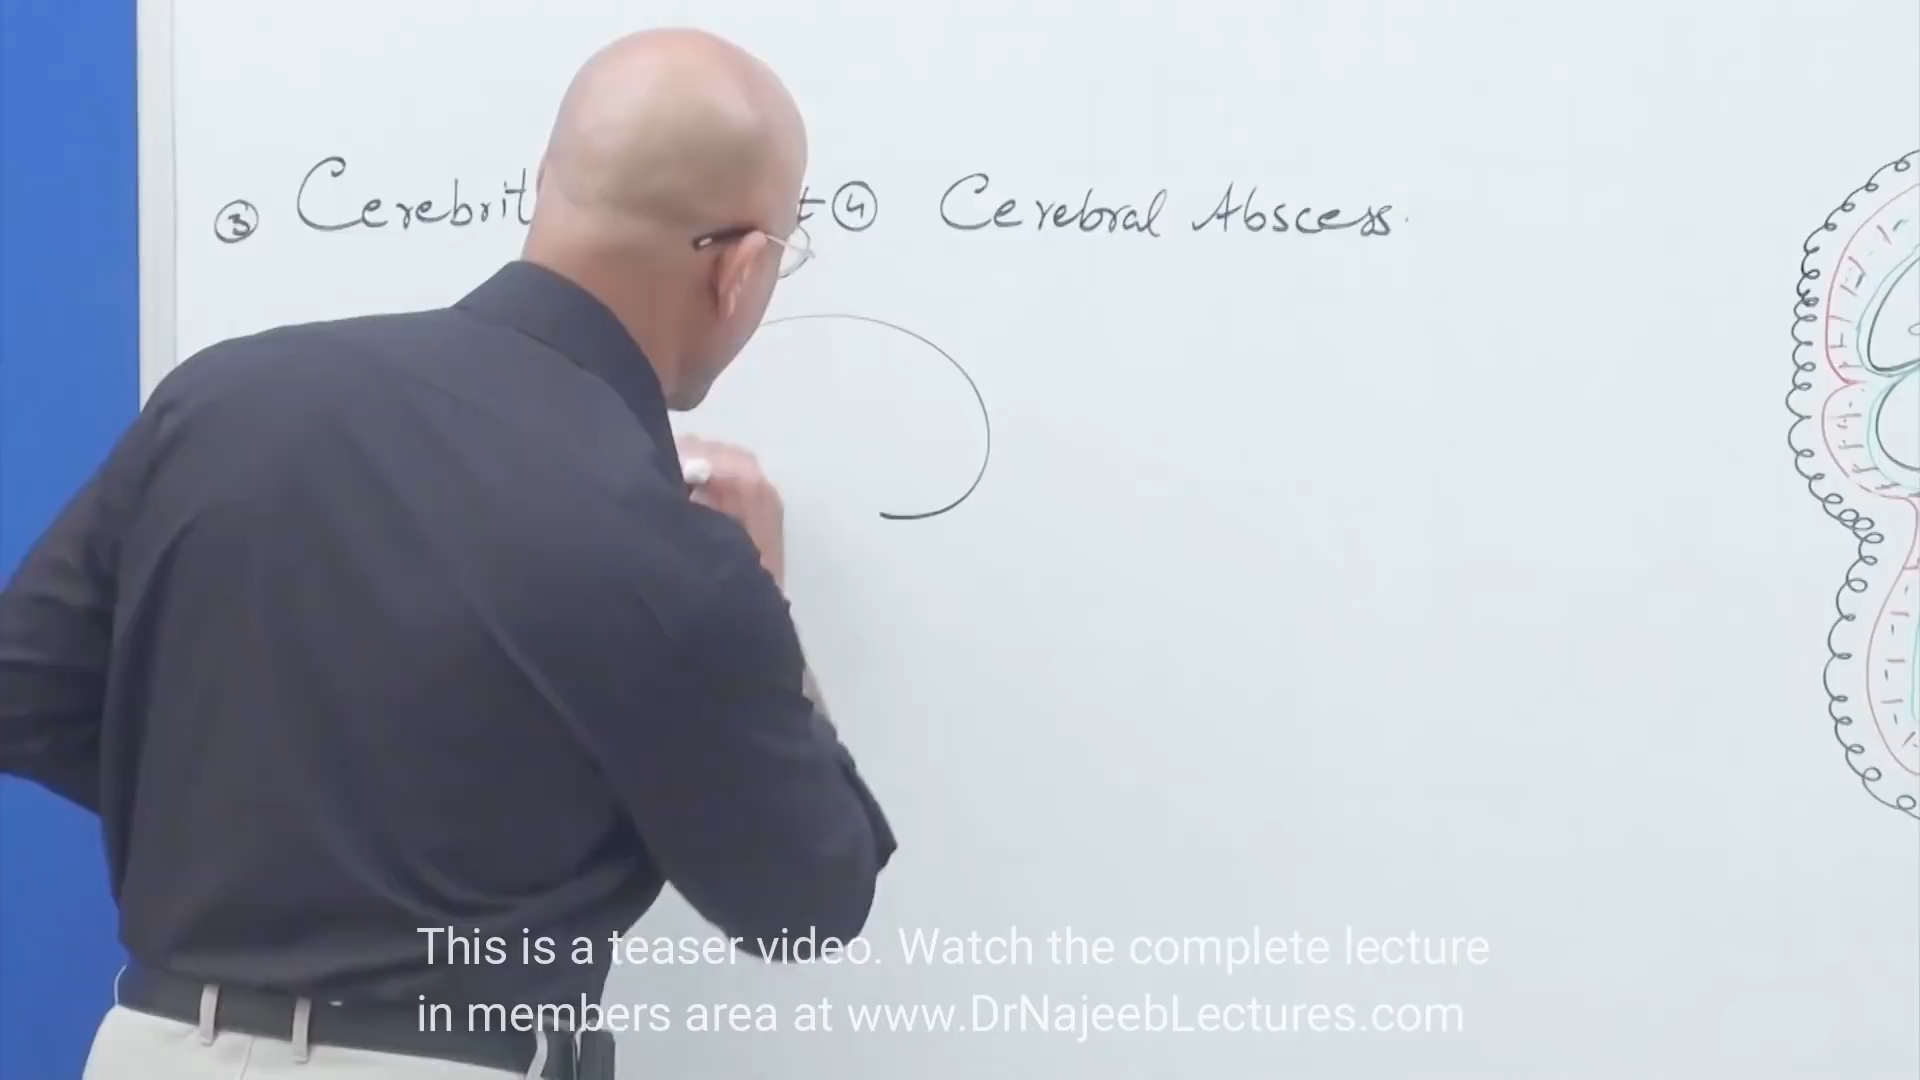 ③ Cerebrit ④ Cerebral Abscess.
This is a teaser video. Watch the complete lecture
in members area at www.DrNajeebLectures.com